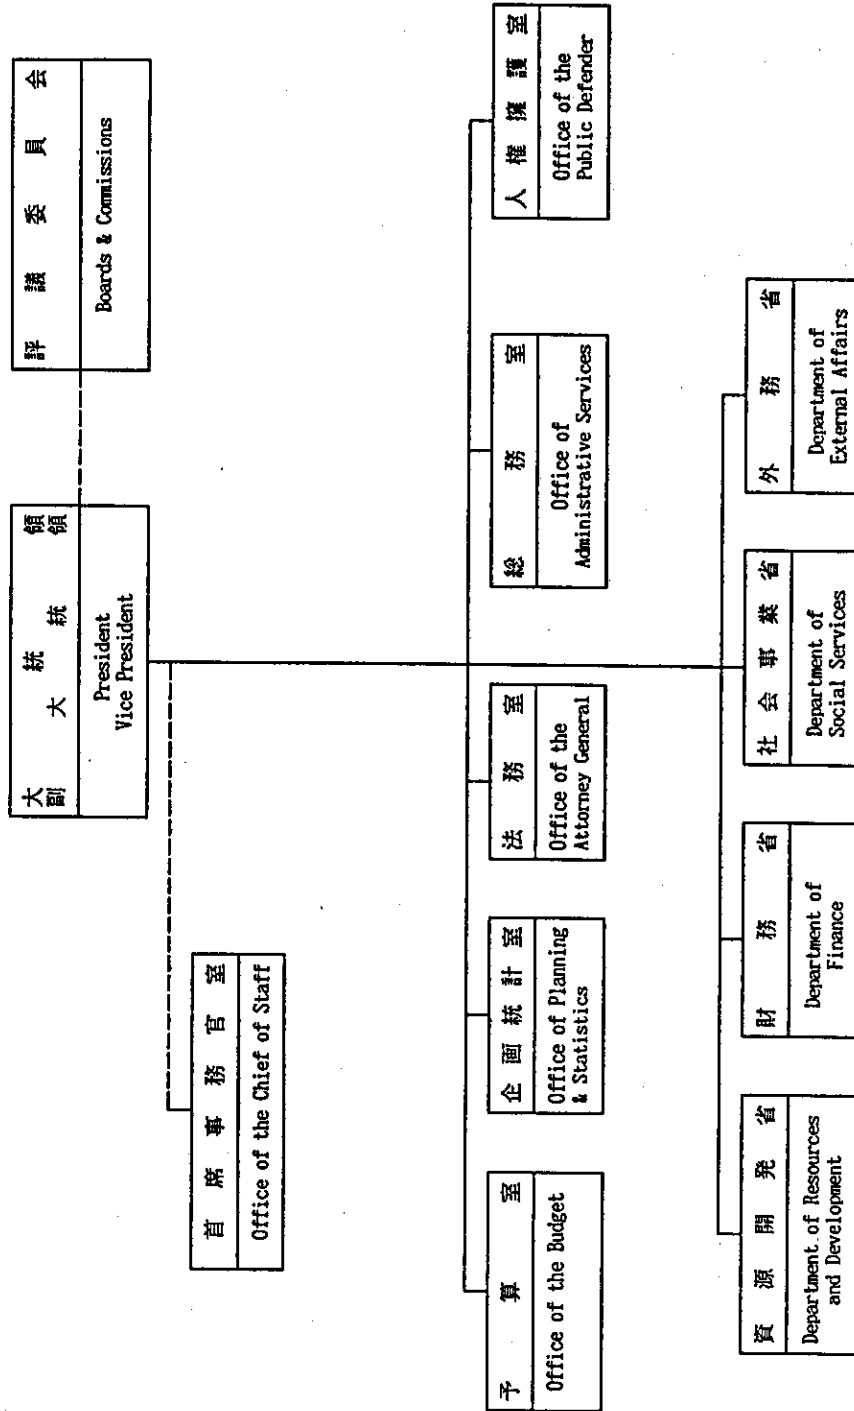 大統領
副大統領
President
Vice President
評議委員会
Boards & Commissions
首席事務官室
Office of the Chief of Staff
予算室
Office of the Budget
企画統計室
Office of Planning
& Statistics
法務室
Office of the
Attorney General
総務室
Office of
Administrative Services
人権擁護室
Office of the
Public Defender
資源開発省
Department of Resources
and Development
財務省
Department of
Finance
社会事業省
Department of
Social Services
外務省
Department of
External Affairs